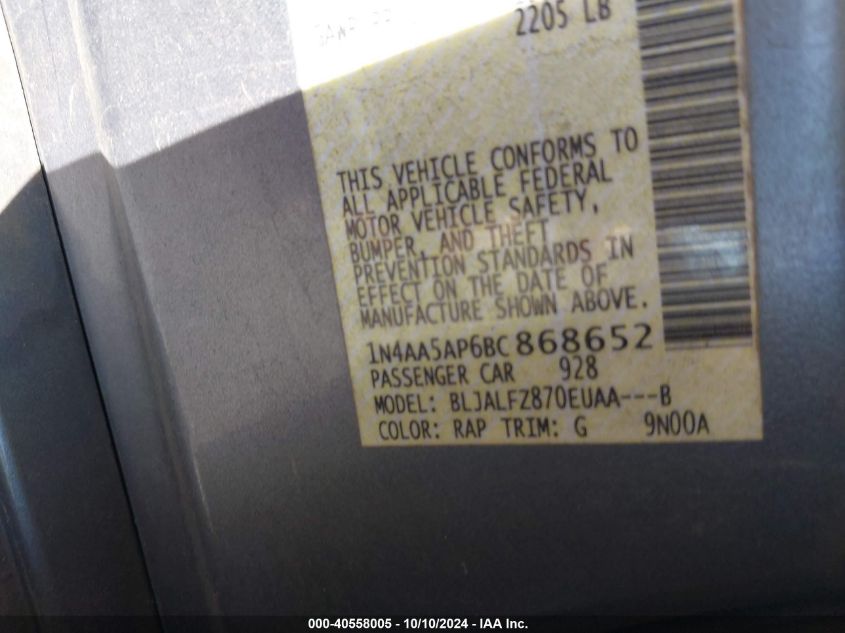 2205 LB
THIS VEHICLE CONFORMS TO
ALL APPLICABLE FEDERAL
MOTOR VEHICLE SAFETY,
BUMPER, AND THEFT
PREVENTION STANDARDS IN
EFFECT ON THE DATE OF
MANUFACTURE SHOWN ABOVE.
1N4AA5AP6BC 868652
PASSENGER CAR 928
MODEL: BLJALFZ870EUAA---B
COLOR: RAP TRIM: G 9N00A
000-40558005 - 10/10/2024 - IAA Inc.